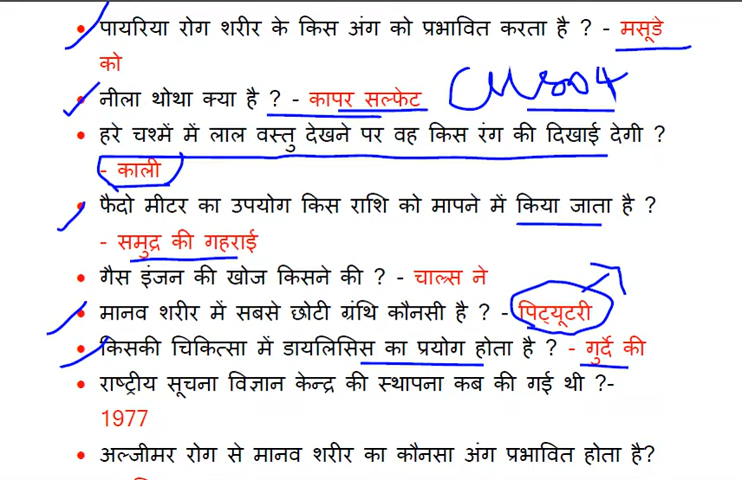 पायरिया रोग शरीर के किस अंग को प्रभावित करता है ? - मसूडे
को
नीला थोथा क्या है ? - कापर सल्फेट CuSO4
हरे चश्में में लाल वस्तु देखने पर वह किस रंग की दिखाई देगी ?
- काली
फैदो मीटर का उपयोग किस राशि को मापने में किया जाता है ?
- समुद्र की गहराई
गैस इंजन की खोज किसने की ? - चाल्स ने
मानव शरीर में सबसे छोटी ग्रंथि कौनसी है ? - पिट्यूटरी
किसकी चिकित्सा में डायलिसिस का प्रयोग होता है ? - गुर्दे की
राष्ट्रीय सूचना विज्ञान केन्द्र की स्थापना कब की गई थी ?-
1977
अल्जीमर रोग से मानव शरीर का कौनसा अंग प्रभावित होता है?